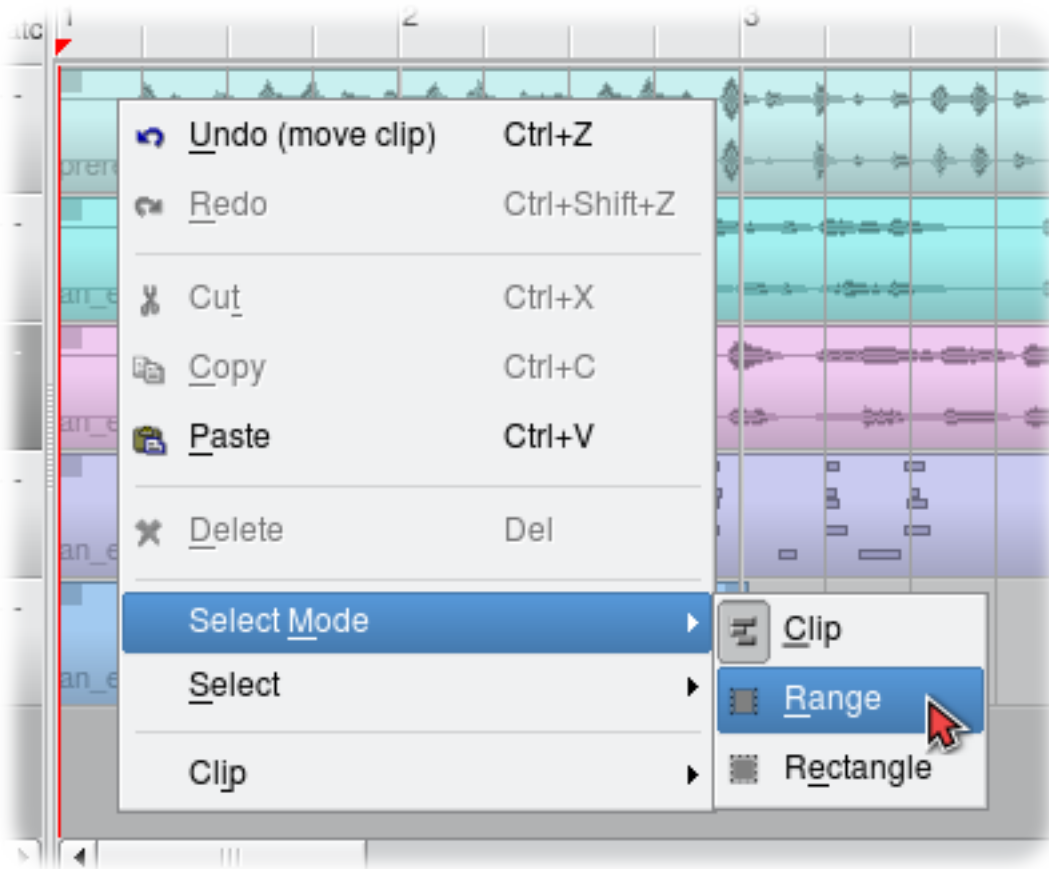 1 2 3
Undo (move clip) Ctrl+Z
Redo Ctrl+Shift+Z
Cut Ctrl+X
Copy Ctrl+C
Paste Ctrl+V
Delete Del
Select Mode
Clip
Select
Range
Clip
Rectangle